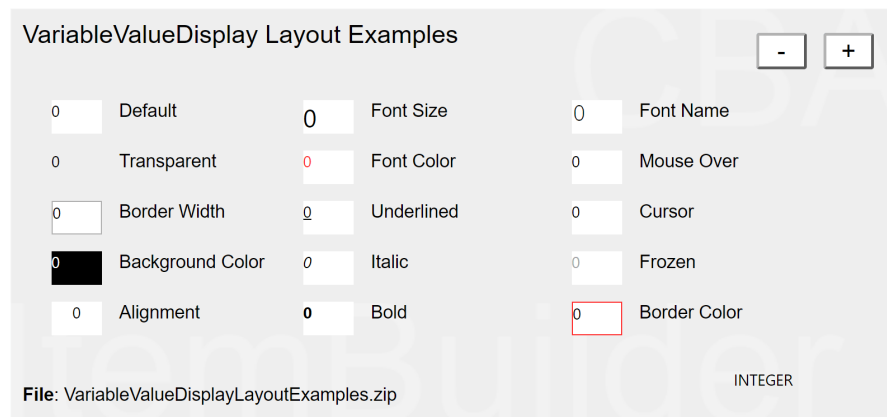 VariableValueDisplay Layout Examples
- +
0 Default 0 Font Size 0 Font Name
0 Transparent 0 Font Color 0 Mouse Over
0 Border Width 0 Underlined 0 Cursor
0 Background Color 0 Italic 0 Frozen
0 Alignment 0 Bold 0 Border Color
INTEGER
File: VariableValueDisplayLayoutExamples.zip
CBA
ItemBuilder